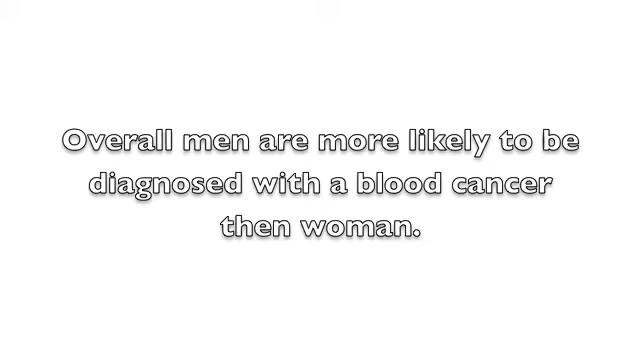 Overall men are more likely to be
diagnosed with a blood cancer
then woman.